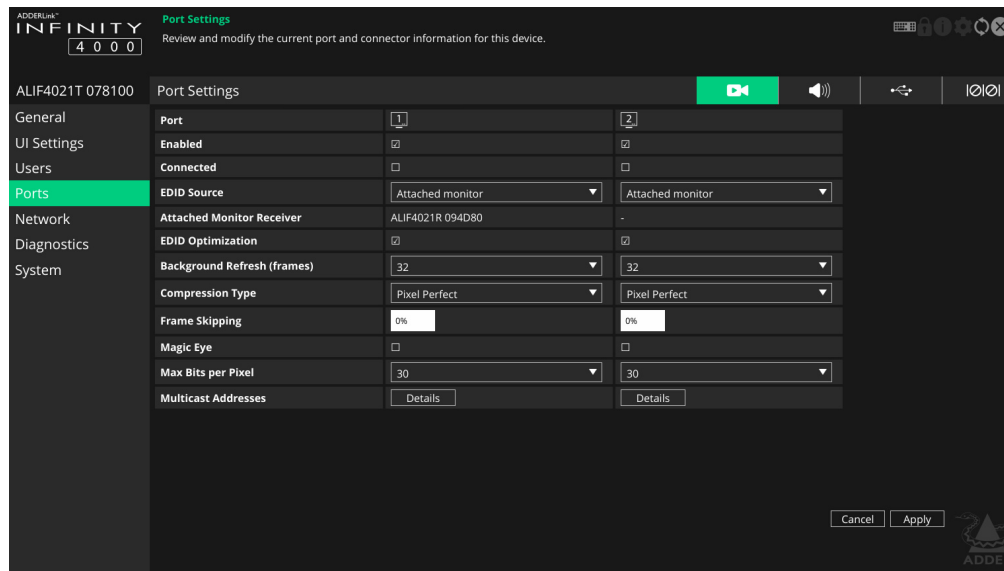 ADDERLink™
INFINITY
4000
Port Settings
Review and modify the current port and connector information for this device.
ALIF4021T 078100
Port Settings
General
UI Settings
Users
Ports
Network
Diagnostics
System
Port 1 2
Enabled ☑ ☑
Connected ☐ ☐
EDID Source Attached monitor Attached monitor
Attached Monitor Receiver ALIF4021R 094D80 -
EDID Optimization ☑ ☑
Background Refresh (frames) 32 32
Compression Type Pixel Perfect Pixel Perfect
Frame Skipping 0% 0%
Magic Eye ☐ ☐
Max Bits per Pixel 30 30
Multicast Addresses Details Details
Cancel Apply
ADDE